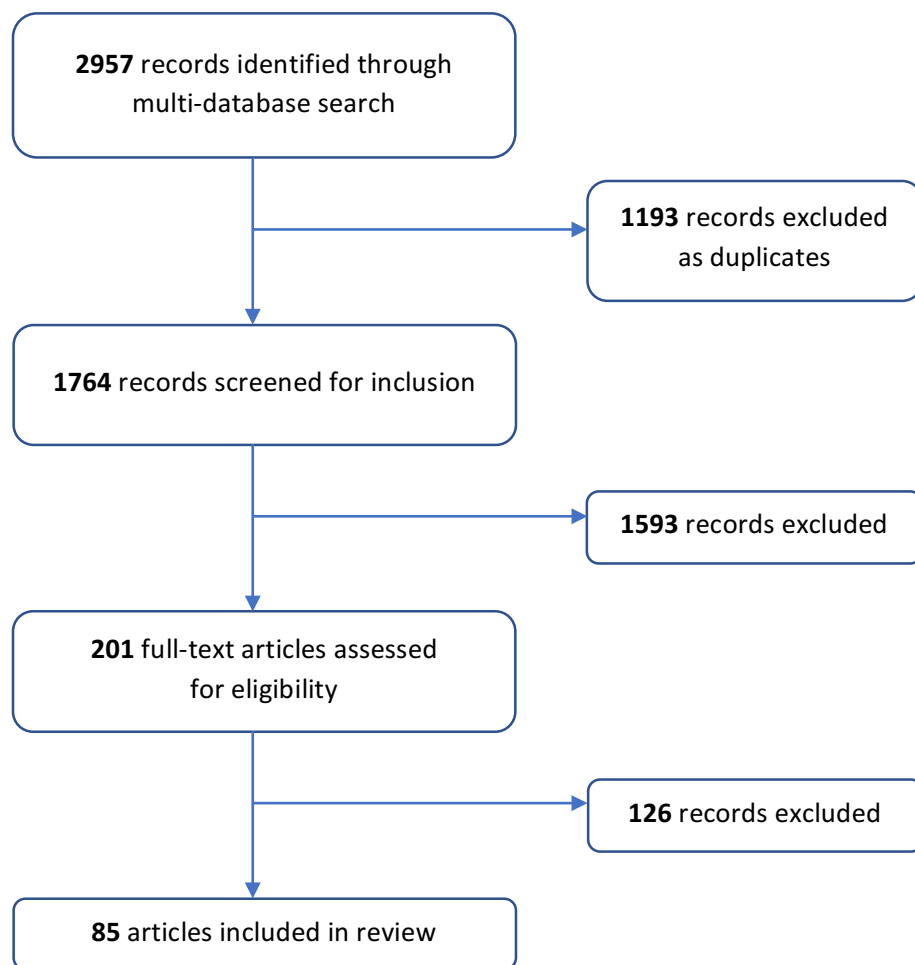 2957 records identified through
multi-database search
1193 records excluded
as duplicates
1764 records screened for inclusion
1593 records excluded
201 full-text articles assessed
for eligibility
126 records excluded
85 articles included in review